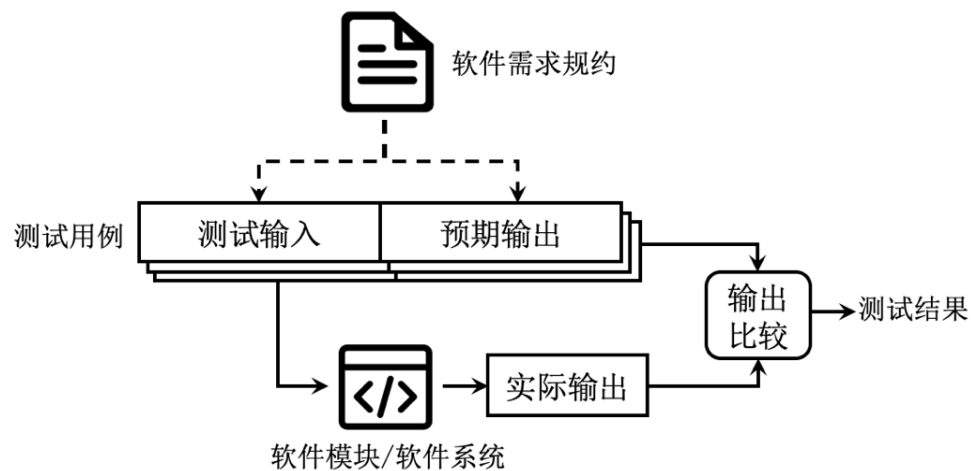 软件需求规约
测试用例
测试输入
预期输出
输出
比较
测试结果
</>
实际输出
软件模块/软件系统